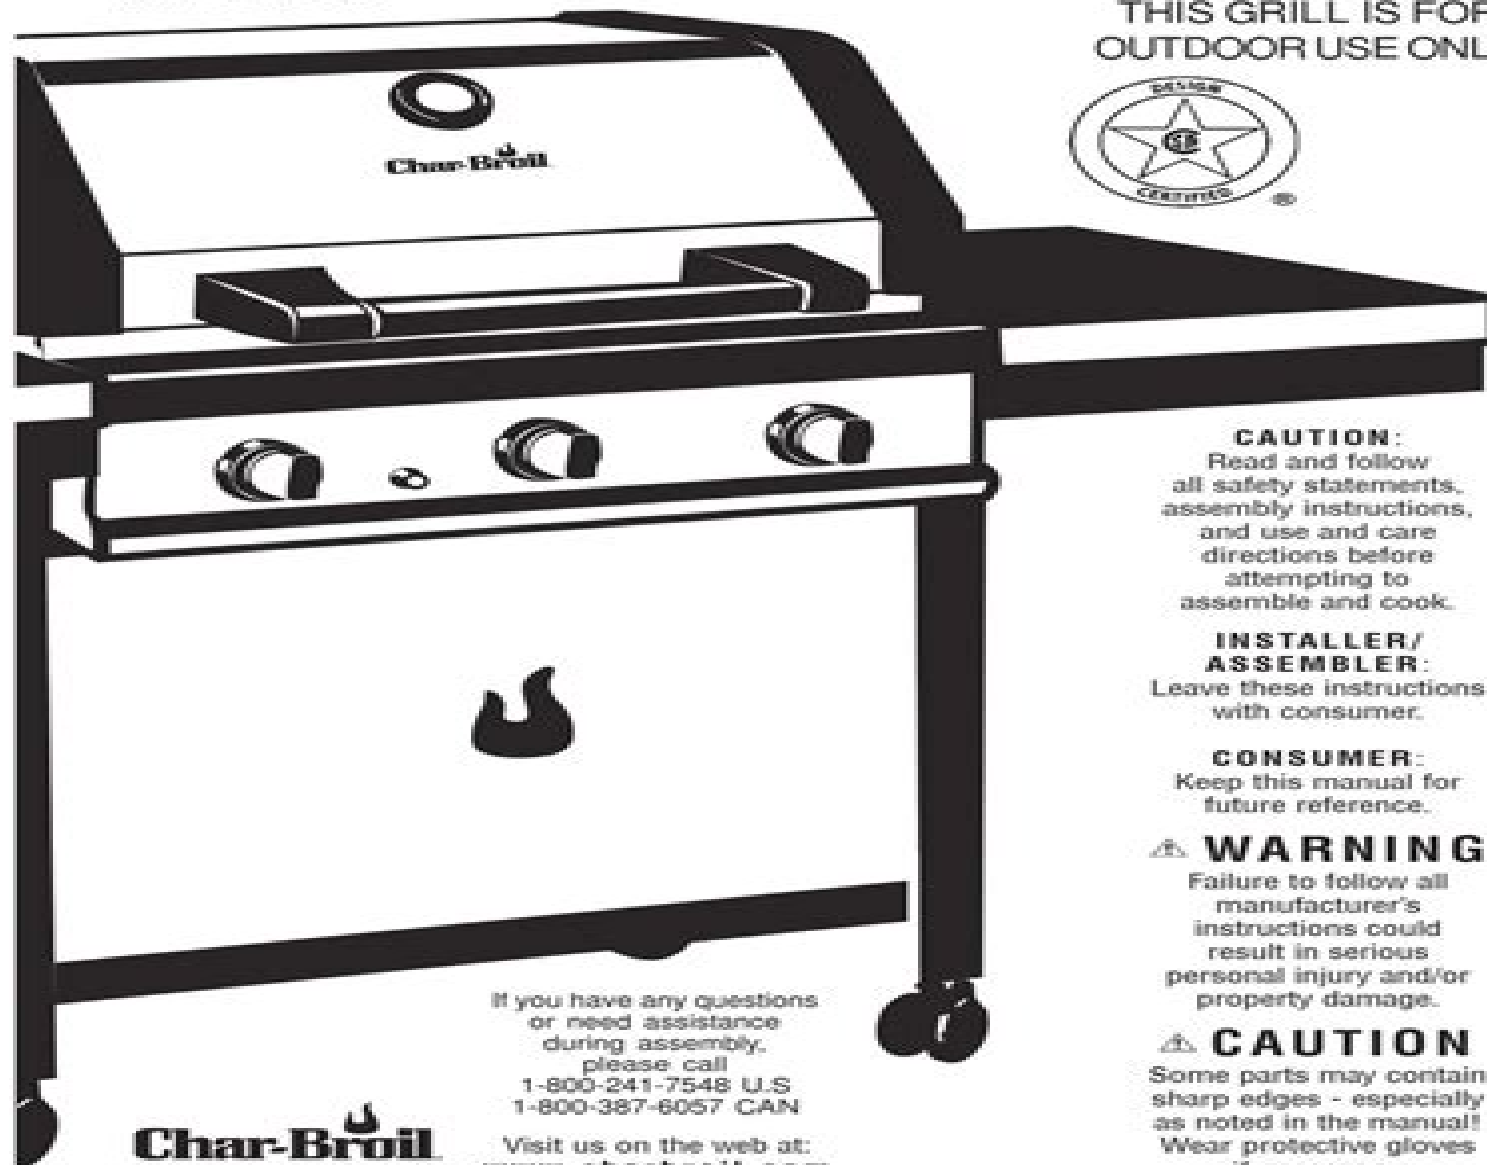 THIS GRILL IS FOR
OUTDOOR USE ONL
DESIGN
CERTIFIED
®
Char-Broil
CAUTION:
Read and follow
all safety statements,
assembly instructions,
and use and care
directions before
attempting to
assemble and cook.
INSTALLER/
ASSEMBLER:
Leave these instructions
with consumer.
CONSUMER:
Keep this manual for
future reference.
WARNING
Failure to follow all
manufacturer's
instructions could
result in serious
personal injury and/or
property damage.
CAUTION
Some parts may contain
sharp edges - especially
as noted in the manual!
Wear protective gloves
If you have any questions
or need assistance
during assembly,
please call
1-800-241-7548 U.S
1-800-387-6057 CAN
Visit us on the web at:
Char-Broil